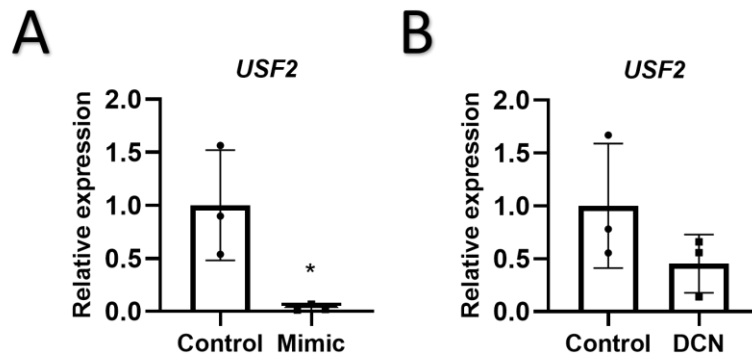 A
USF2
Relative expression
2.0
1.5
1.0
0.5
0.0
*
Control Mimic
B
USF2
Relative expression
2.0
1.5
1.0
0.5
0.0
Control DCN